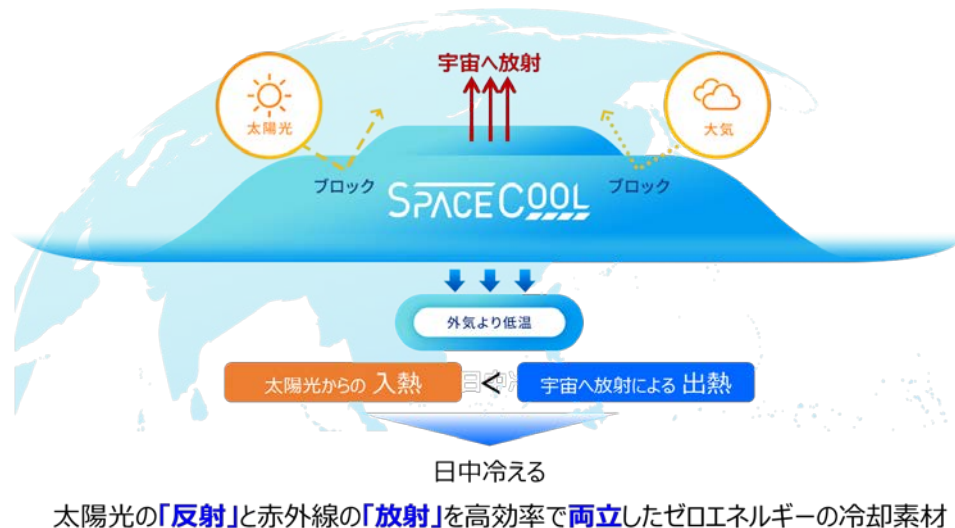 宇宙へ放射
太陽光
大気
ブロック
ブロック
SPACECOOL
外気より低温
太陽光からの 入熱
<
宇宙へ放射による 出熱
日中冷える
太陽光の「反射」と赤外線の「放射」を高効率で両立したゼロエネルギーの冷却素材